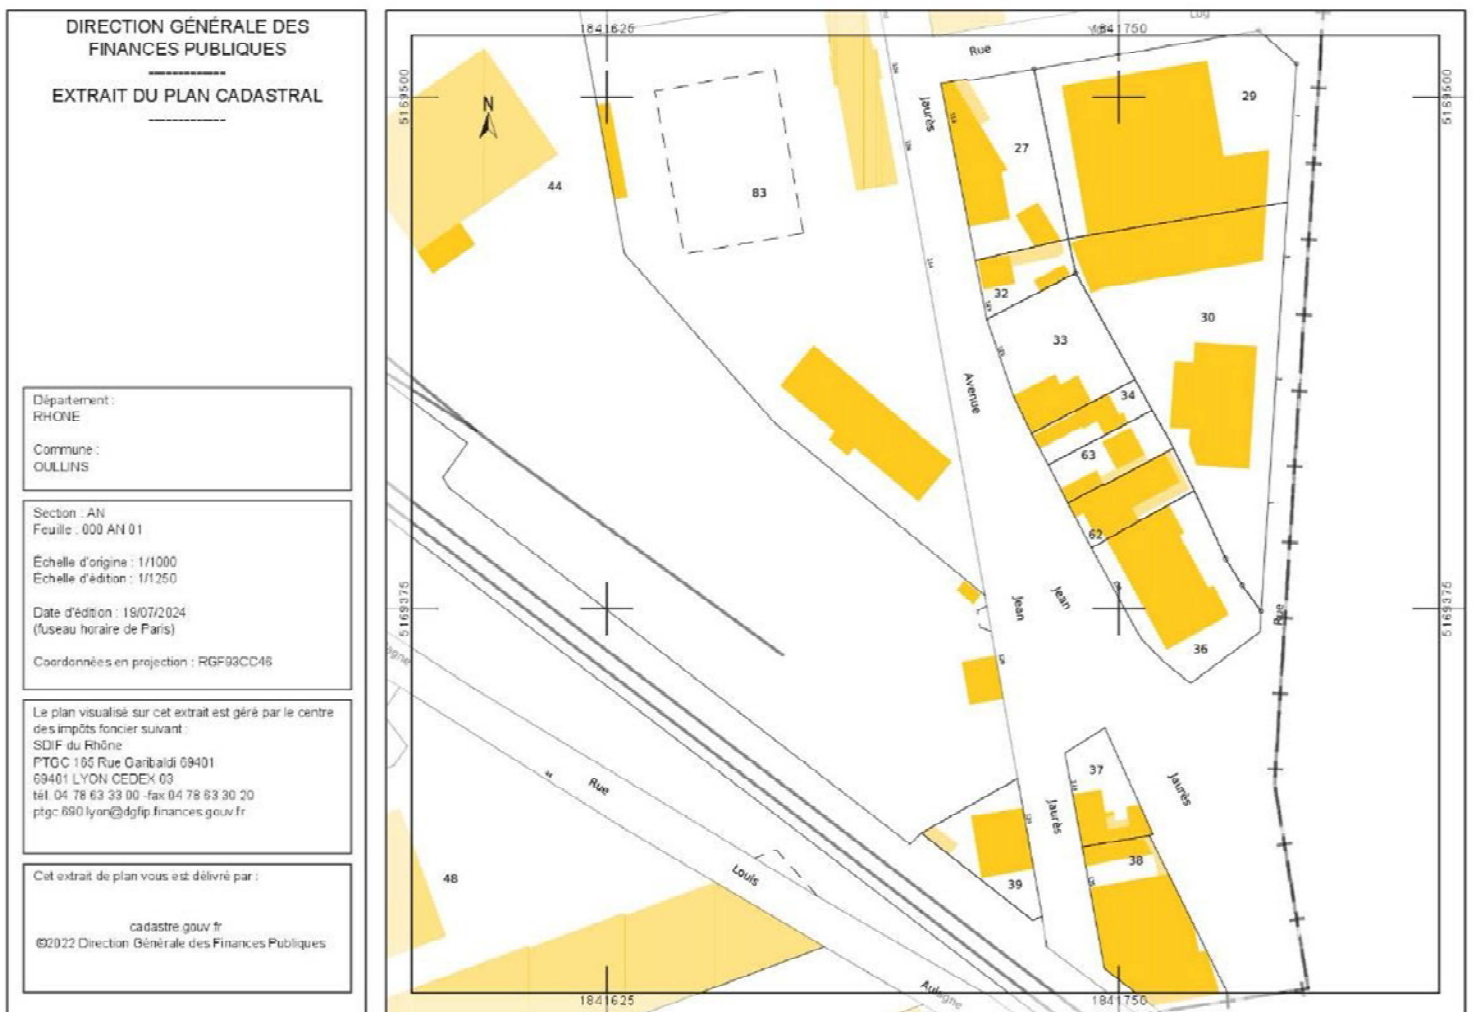 DIRECTION GÉNÉRALE DES
FINANCES PUBLIQUES
-------------
EXTRAIT DU PLAN CADASTRAL
-------------
Département :
RHONE
Commune :
OULLINS
Section : AN
Feuille : 000 AN 01
Échelle d'origine : 1/1000
Échelle d'édition : 1/1250
Date d'édition : 19/07/2024
(fuseau horaire de Paris)
Coordonnées en projection : RGF93CC46
Le plan visualisé sur cet extrait est géré par le centre
des impôts foncier suivant :
SDIF du Rhône
PTGC 165 Rue Garibaldi 69401
69401 LYON CEDEX 03
tél. 04 78 63 33 00 -fax 04 78 63 30 20
ptgc.690.lyon@dgfip.finances.gouv.fr
Cet extrait de plan vous est délivré par :
cadastre.gouv.fr
©2022 Direction Générale des Finances Publiques
1841625
1841750
Rue
5169500
5169500
N
Jaurès
29
27
44
83
32
30
33
Avenue
34
63
62
5169375
5169375
Jean
Jean
Rue
36
37
Rue
Jaurès
Jaurès
38
48
Louis
39
Aulagne
1841625
1841750